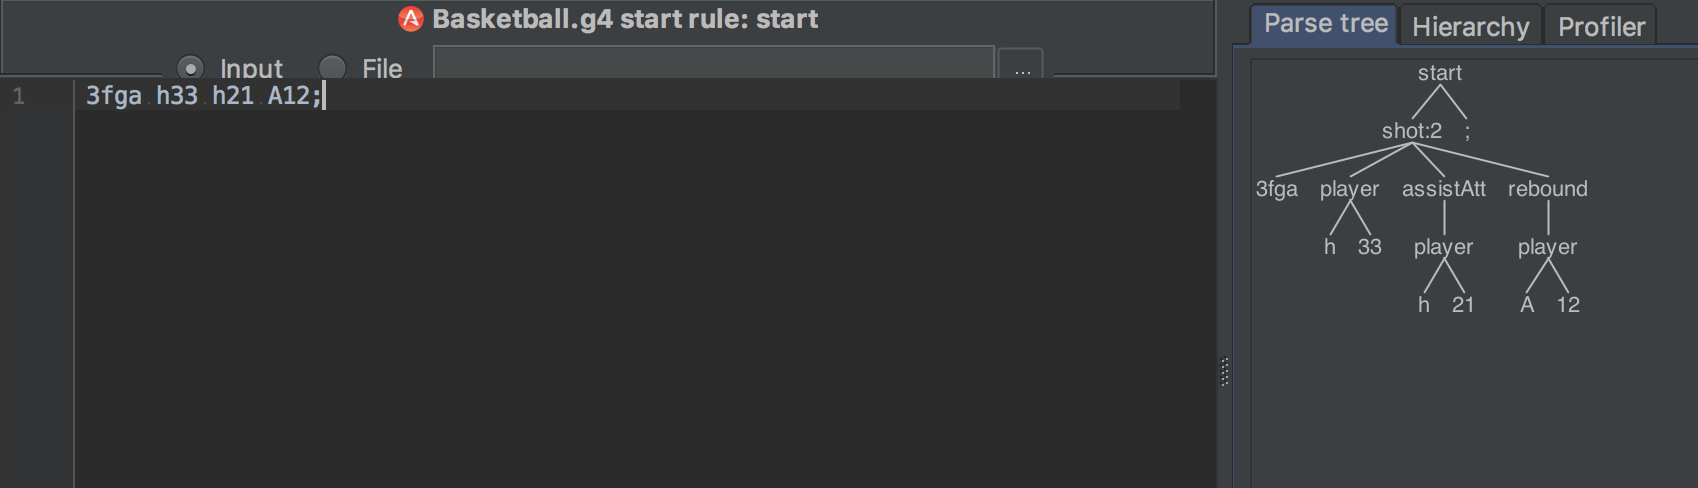 Basketball.g4 start rule: start
Input File ...
1 3fga h33 h21 A12;
Parse tree Hierarchy Profiler
start
shot:2 ;
3fga player assistAtt rebound
h 33 player player
h 21 A 12